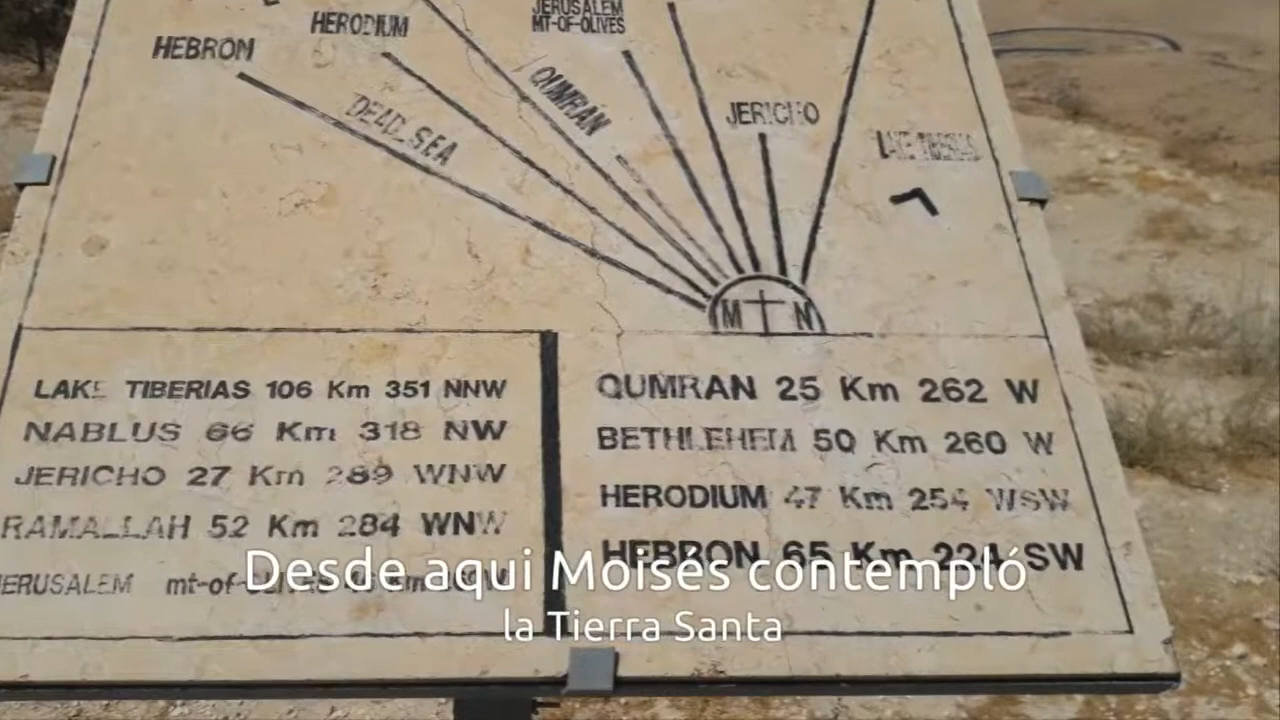 HEBRON
HERODIUM
JERUSALEM
MT-OF-OLIVES
DEAD SEA
QUMRAN
JERICHO
LAKE TIBERIAS
M N
LAKE TIBERIAS 106 Km 351 NNW
NABLUS 66 Km 318 NW
JERICHO 27 Km 289 WNW
RAMALLAH 52 Km 284 WNW
JERUSALEM mt-of-
QUMRAN 25 Km 262 W
BETHLEHEM 50 Km 260 W
HERODIUM 47 Km 254 WSW
HEBRON 65 Km 224 SW
Desde aqui Moisés contempló
la Tierra Santa